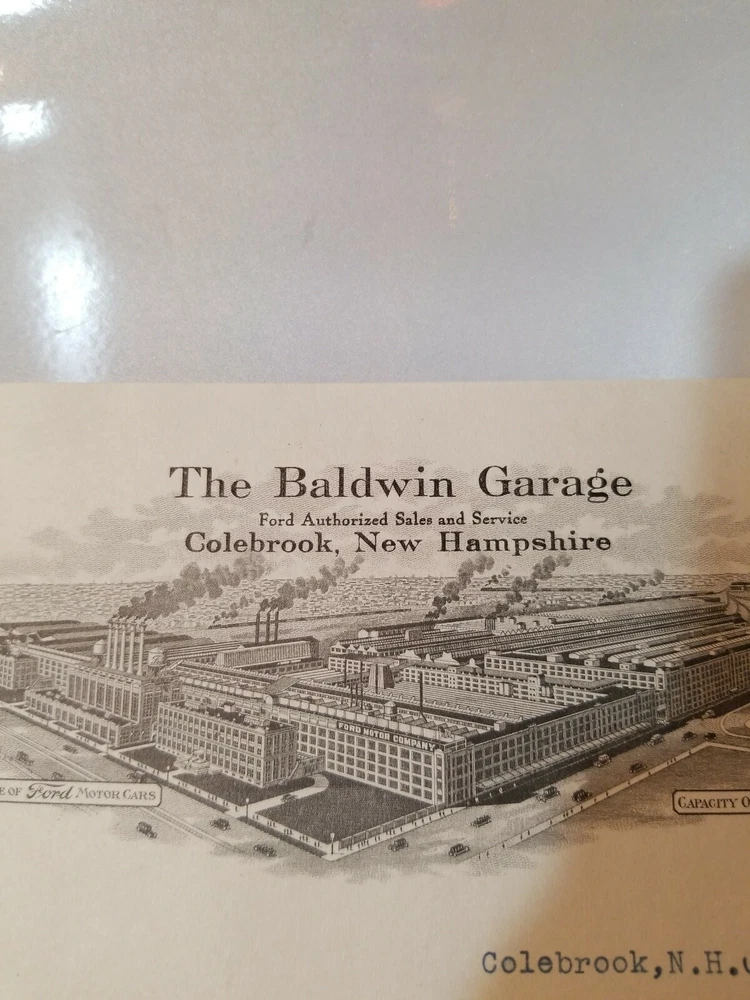 The Baldwin Garage
Ford Authorized Sales and Service
Colebrook, New Hampshire
FORD MOTOR COMPANY
OF Ford MOTOR CARS
CAPACITY
Colebrook,N.H.